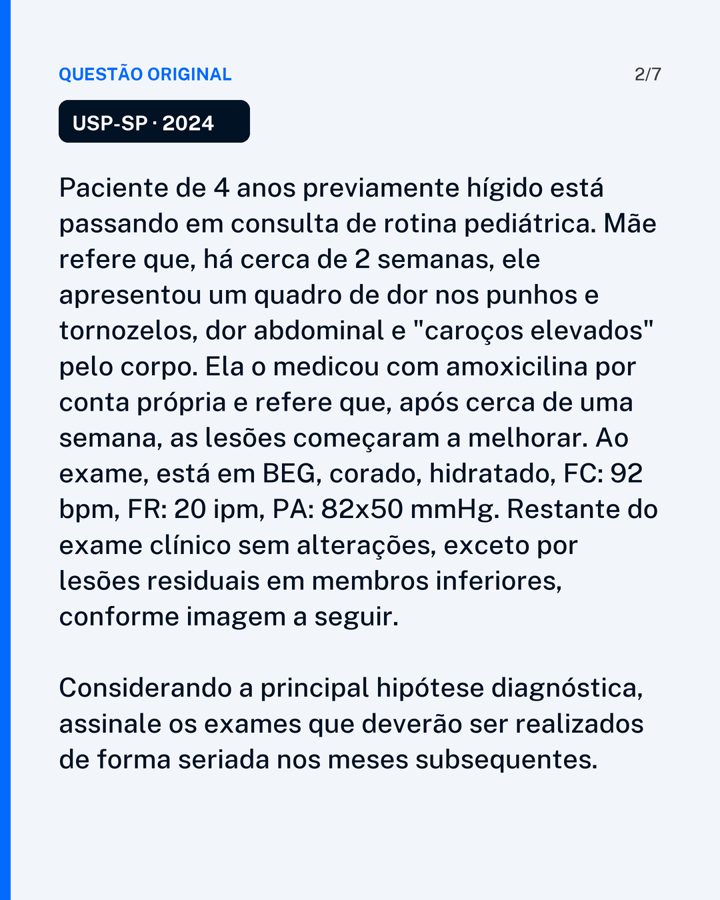 QUESTÃO ORIGINAL
2/7
USP-SP · 2024
Paciente de 4 anos previamente hígido está
passando em consulta de rotina pediátrica. Mãe
refere que, há cerca de 2 semanas, ele
apresentou um quadro de dor nos punhos e
tornozelos, dor abdominal e "caroços elevados"
pelo corpo. Ela o medicou com amoxicilina por
conta própria e refere que, após cerca de uma
semana, as lesões começaram a melhorar. Ao
exame, está em BEG, corado, hidratado, FC: 92
bpm, FR: 20 ipm, PA: 82x50 mmHg. Restante do
exame clínico sem alterações, exceto por
lesões residuais em membros inferiores,
conforme imagem a seguir.
Considerando a principal hipótese diagnóstica,
assinale os exames que deverão ser realizados
de forma seriada nos meses subsequentes.